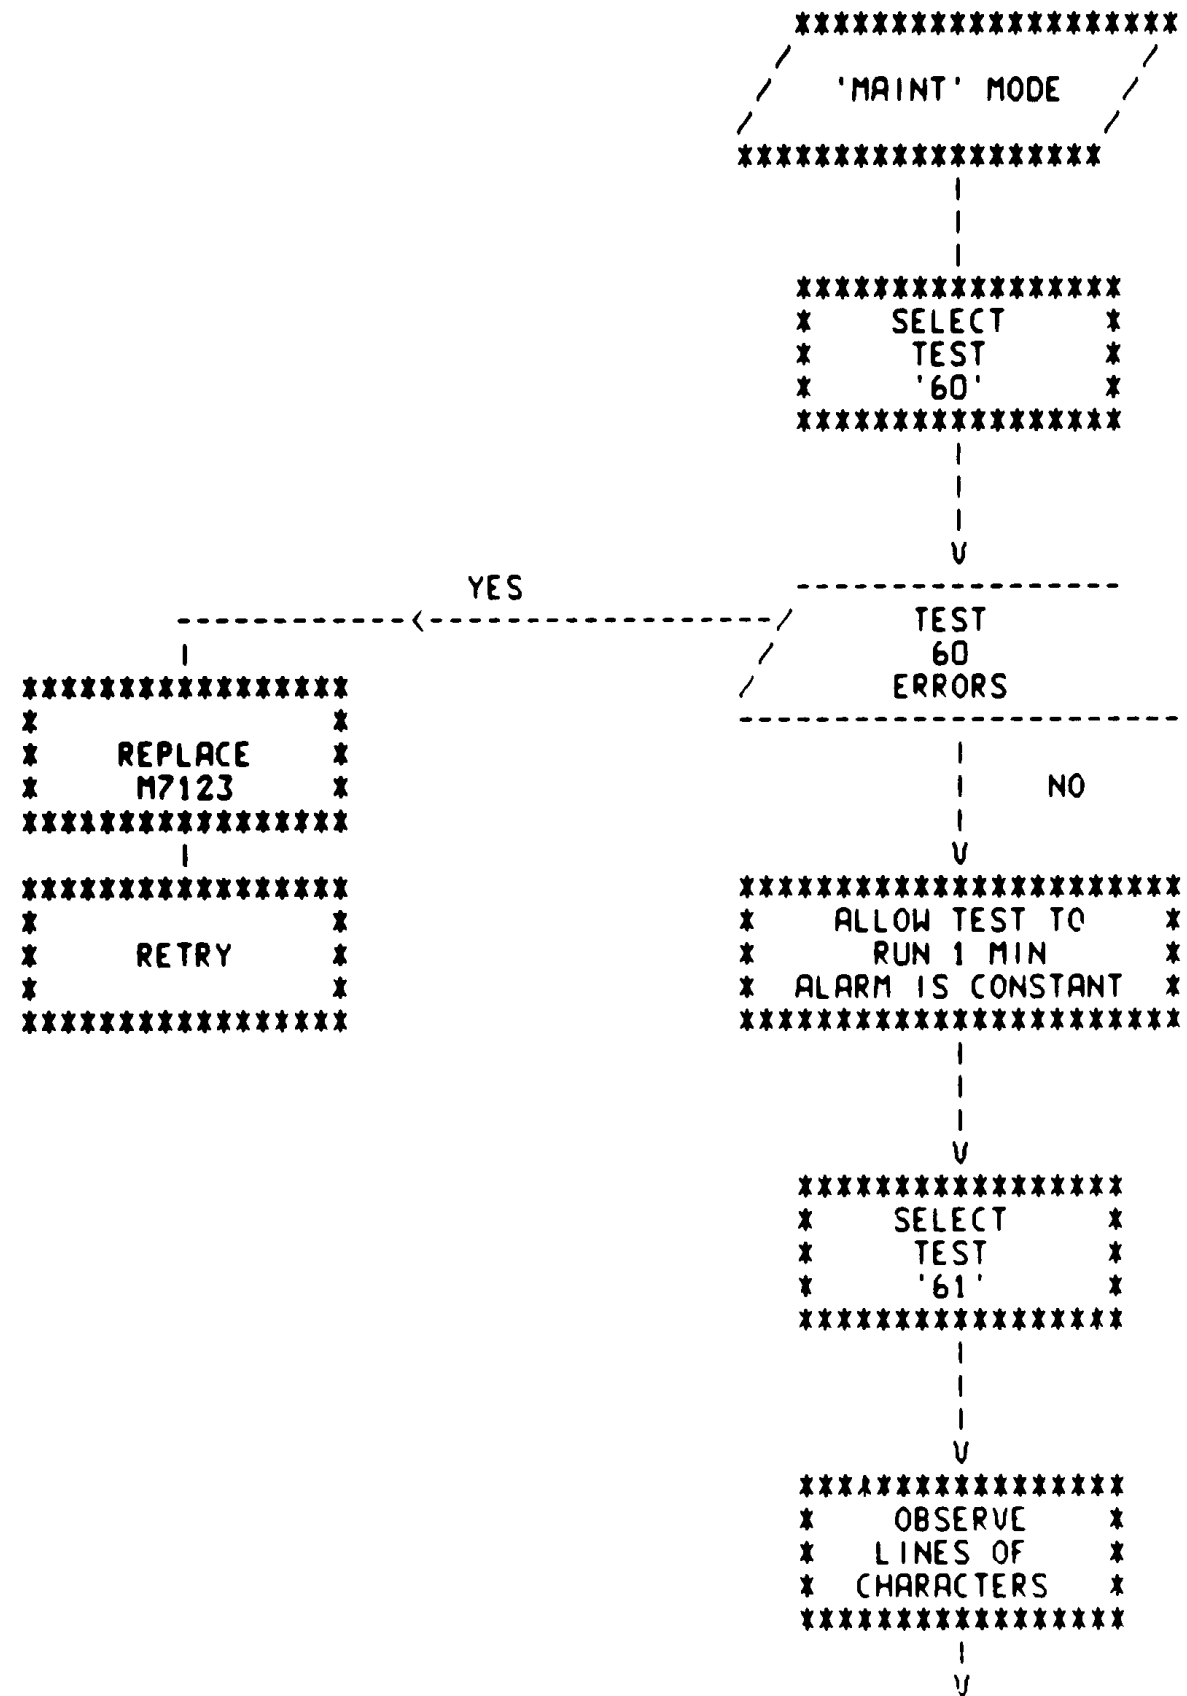 'MAINT' MODE
SELECT
TEST
'60'
YES
TEST
60
ERRORS
REPLACE
M7123
NO
RETRY
ALLOW TEST TO
RUN 1 MIN
ALARM IS CONSTANT
SELECT
TEST
'61'
OBSERVE
LINES OF
CHARACTERS